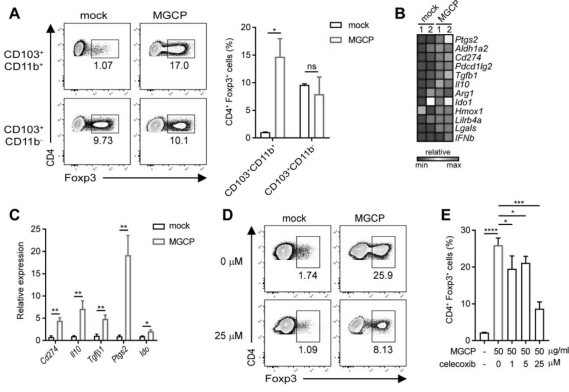 A
mock MGCP
CD103+
CD11b+
1.07 17.0
CD103+
CD11b-
9.73 10.1
CD4
Foxp3
mock
MGCP
CD4+ Foxp3+ cells (%)
20
15
10
5
0
* ns
CD103+CD11b+
CD103+CD11b-
B
mock MGCP
1 2 1 2
Ptgs2
Aldh1a2
Cd274
Pdcd1lg2
Tgfb1
Il10
Arg1
Ido1
Hmox1
Lilrb4a
Lgals
IFNb
relative
min max
C
mock
MGCP
Relative expression
25
20
15
10
5
0
** ** ** ** *
Cd274 Il10 Tgfb1 Ptgs2 Ido
D
mock MGCP
0 μM
1.74 25.9
25 μM
1.09 8.13
CD4
Foxp3
E
CD4+ Foxp3+ cells (%)
40
30
20
10
0
***
*
**** *
MGCP - 50 50 50 50 μg/ml
celecoxib - 0 1 5 25 μM